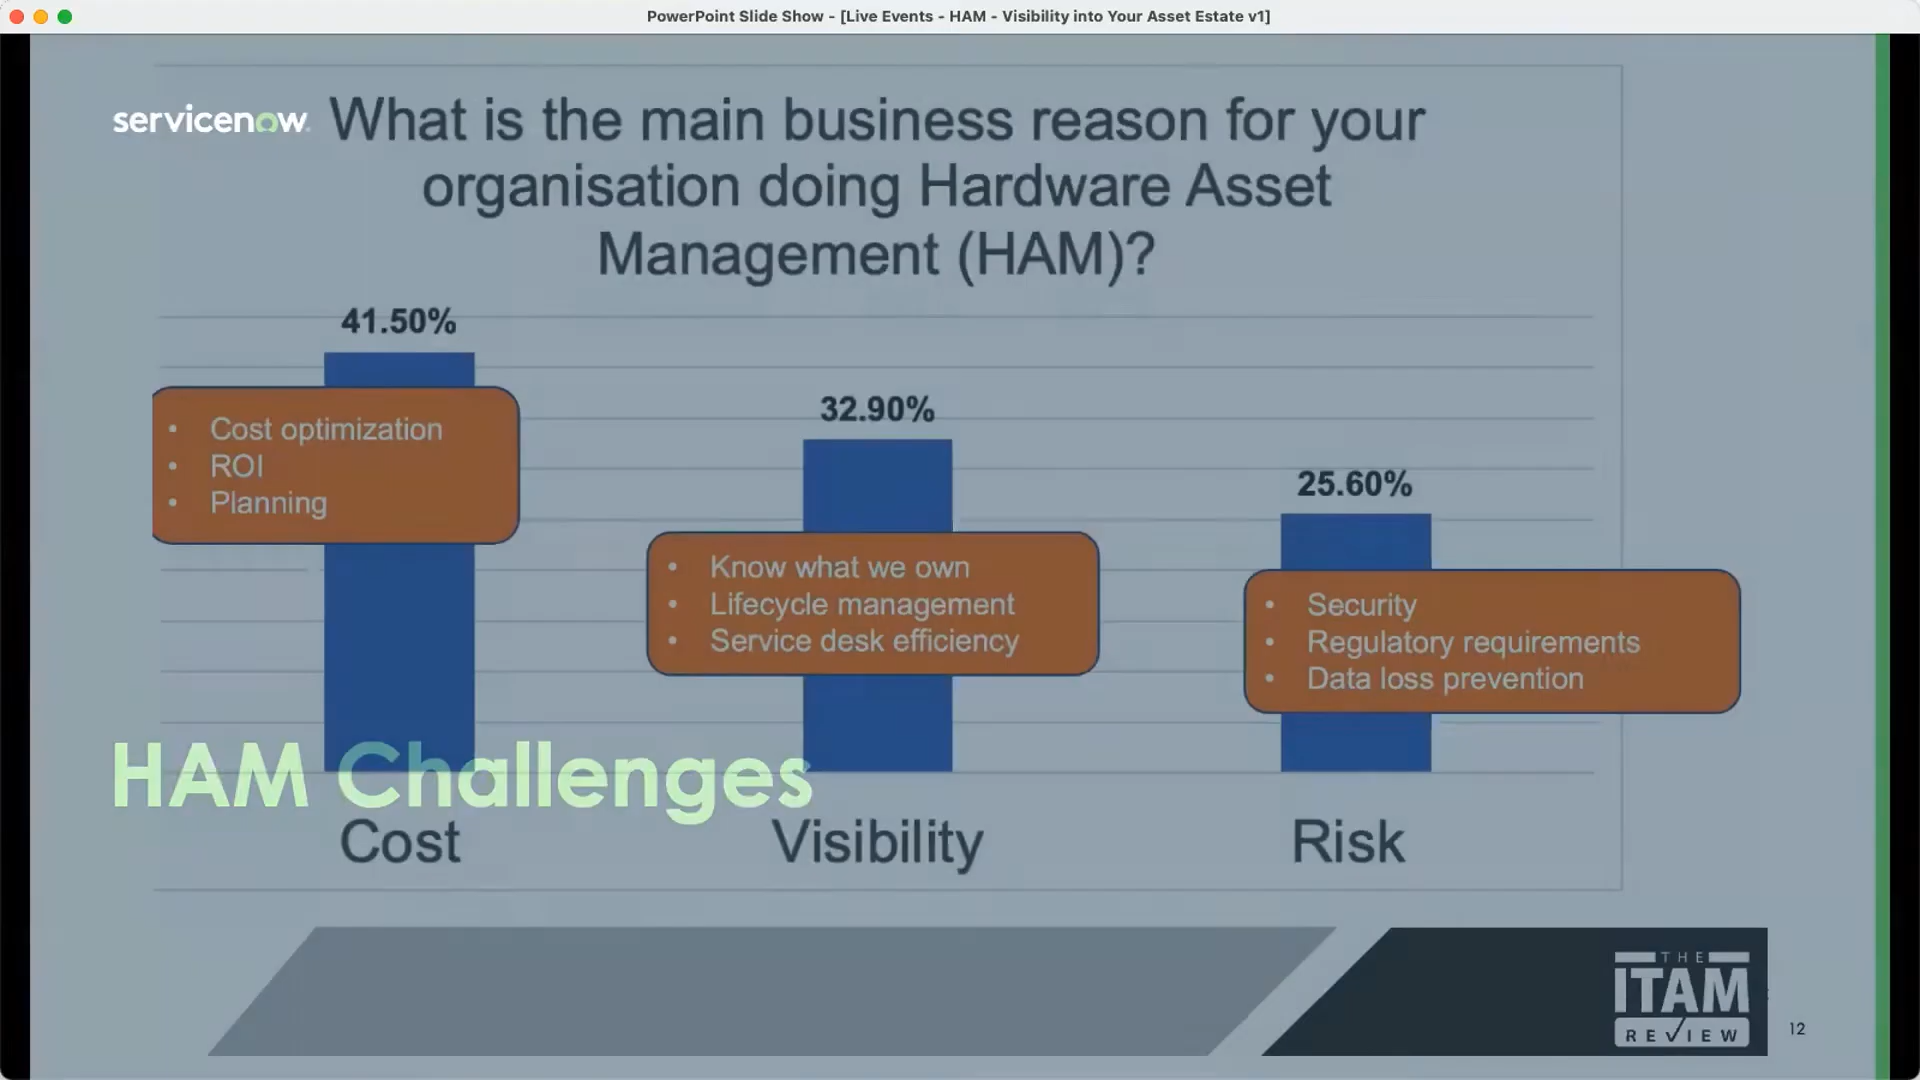 PowerPoint Slide Show - [Live Events - HAM - Visibility into Your Asset Estate v1]
servicenow.
What is the main business reason for your
organisation doing Hardware Asset
Management (HAM)?
41.50%
• Cost optimization
• ROI
• Planning
32.90%
• Know what we own
• Lifecycle management
• Service desk efficiency
25.60%
• Security
• Regulatory requirements
• Data loss prevention
HAM Challenges
Cost
Visibility
Risk
THE
ITAM
REVIEW
12